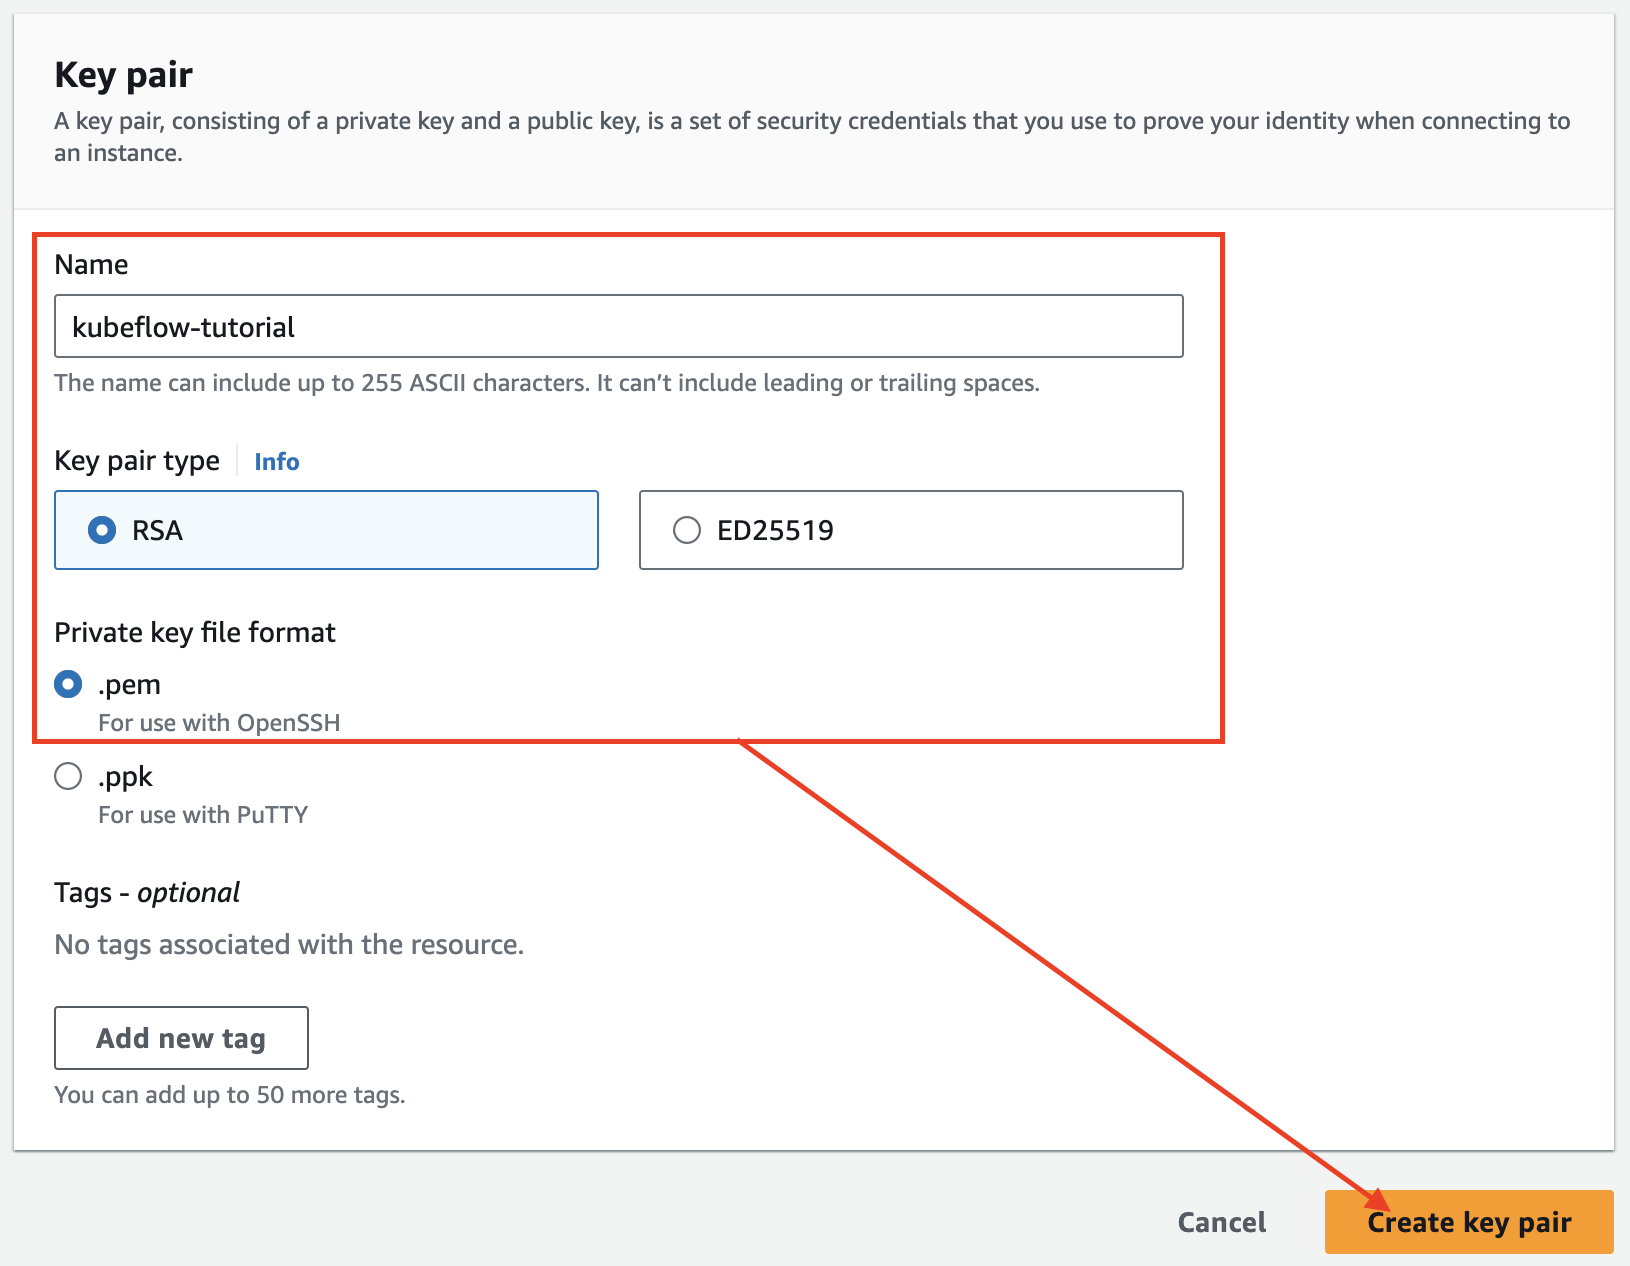 Key pair
A key pair, consisting of a private key and a public key, is a set of security credentials that you use to prove your identity when connecting to
an instance.
Name
kubeflow-tutorial
The name can include up to 255 ASCII characters. It can't include leading or trailing spaces.
Key pair type Info
RSA ED25519
Private key file format
.pem
For use with OpenSSH
.ppk
For use with PuTTY
Tags - optional
No tags associated with the resource.
Add new tag
You can add up to 50 more tags.
Cancel Create key pair